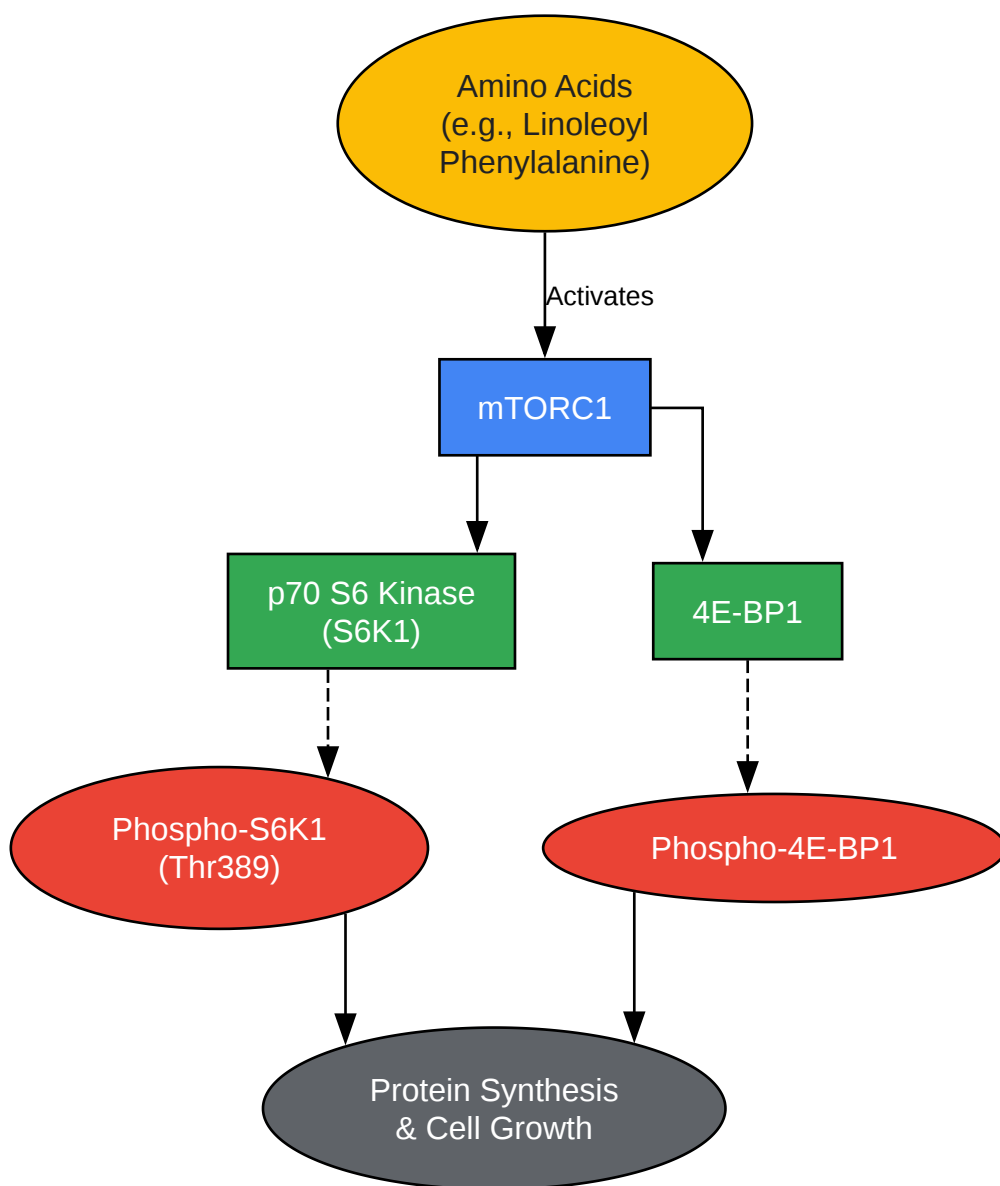 Amino Acids
(e.g., Linoleoyl
Phenylalanine)
Activates
mTORC1
p70 S6 Kinase
(S6K1)
4E-BP1
Phospho-S6K1
(Thr389)
Phospho-4E-BP1
Protein Synthesis
& Cell Growth